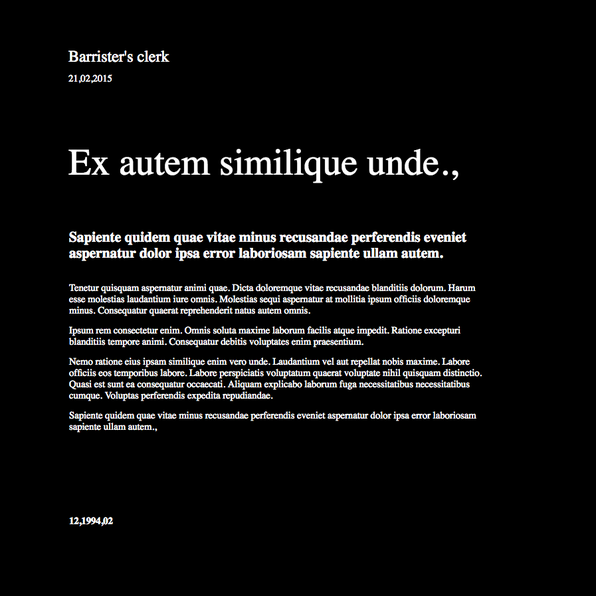 Barrister's clerk
21,02,2015
Ex autem similique unde.,
Sapiente quidem quae vitae minus recusandae perferendis eveniet
aspernatur dolor ipsa error laboriosam sapiente ullam autem.
Tenetur quisquam aspernatur animi quae. Dicta doloremque vitae recusandae blanditiis dolorum. Harum
esse molestias laudantium iure omnis. Molestias sequi aspernatur at mollitia ipsum officiis doloremque
minus. Consequatur quaerat reprehenderit natus autem omnis.
Ipsum rem consectetur enim. Omnis soluta maxime laborum facilis atque impedit. Ratione excepturi
blanditiis tempore animi. Consequatur debitis voluptates enim praesentium.
Nemo ratione eius ipsam similique enim vero unde. Laudantium vel aut repellat nobis maxime. Labore
officiis eos temporibus labore. Labore perspiciatis voluptatum quaerat voluptate nihil quisquam distinctio.
Quasi est sunt ea consequatur occaecati. Aliquam explicabo laborum fuga necessitatibus necessitatibus
cumque. Voluptas perferendis expedita repudiandae.
Sapiente quidem quae vitae minus recusandae perferendis eveniet aspernatur dolor ipsa error laboriosam
sapiente ullam autem.,
12,1994,02